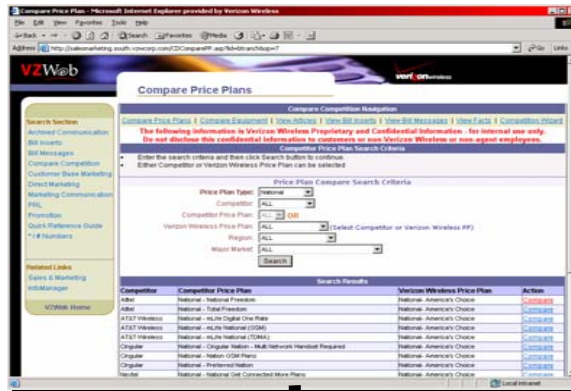 Compare Price Plan - Microsoft Internet Explorer provided by Verizon Wireless
File Edit View Favorites Tools Help
Back Search Favorites Media
Address Go Links
VZWeb verizon wireless
Compare Price Plans
Compare Competition Navigation
Compare Price Plans | Compare Equipment | View Articles | View Bill Inserts | View Bill Messages | View Facts | Competition Wizard
The following information is Verizon Wireless Proprietary and Confidential Information - for internal use only.
Do not disclose this confidential information to customers or non-Verizon Wireless or non-agent employees.
Competitor Price Plan Search Criteria
Enter the search criteria and then click Search button to continue.
Either Competitor or Verizon Wireless Price Plan can be selected
Price Plan Compare Search Criteria
Price Plan Type: National
Competitor: ALL
Competitor Price Plan: ALL OR
Verizon Wireless Price Plan: ALL (Select Competitor or Verizon Wireless PP)
Region: ALL
Major Market: ALL
Search
Search Section
Archived Communication
Bill Inserts
Bill Messages
Compare Competition
Customer Base Marketing
Direct Marketing
Marketing Communication
PRL
Promotion
Quick Reference Guide
*/# Numbers
Related Links
Sales & Marketing
InfoManager
VZWeb Home
Search Results
Competitor Competitor Price Plan Verizon Wireless Price Plan Action
Alltel National - National Freedom National- America's Choice Compare
Alltel National - Total Freedom National- America's Choice Compare
AT&T Wireless National - mLife Digital One Rate National- America's Choice Compare
AT&T Wireless National - mLife National (GSM) National- America's Choice Compare
AT&T Wireless National - mLife National (TDMA) National- America's Choice Compare
Cingular National - Cingular Nation - Multi Network Handset Required National- America's Choice Compare
Cingular National - Nation GSM Plans National- America's Choice Compare
Cingular National - Preferred Nation National- America's Choice Compare
Nextel National - National Get Connected More Plans National- America's Choice Compare
Local intranet